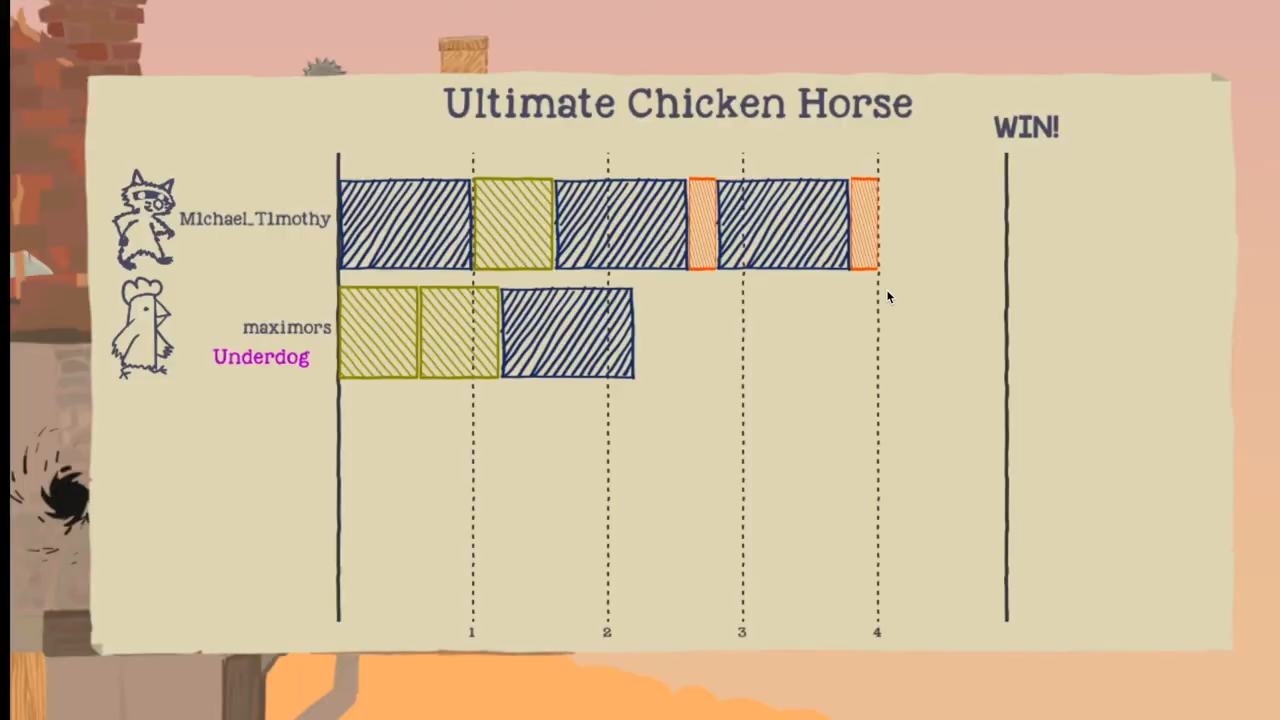 Ultimate Chicken Horse
WIN!
M1chael_T1mothy
maximors
Underdog
1 2 3 4